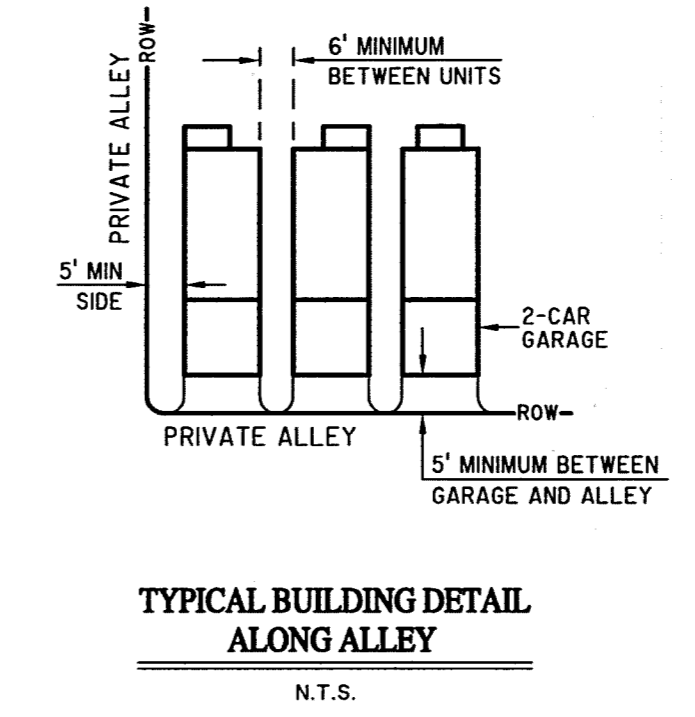 ROW
PRIVATE ALLEY
6' MINIMUM
BETWEEN UNITS
5' MIN
SIDE
2-CAR
GARAGE
ROW
PRIVATE ALLEY
5' MINIMUM BETWEEN
GARAGE AND ALLEY
TYPICAL BUILDING DETAIL
ALONG ALLEY
N.T.S.